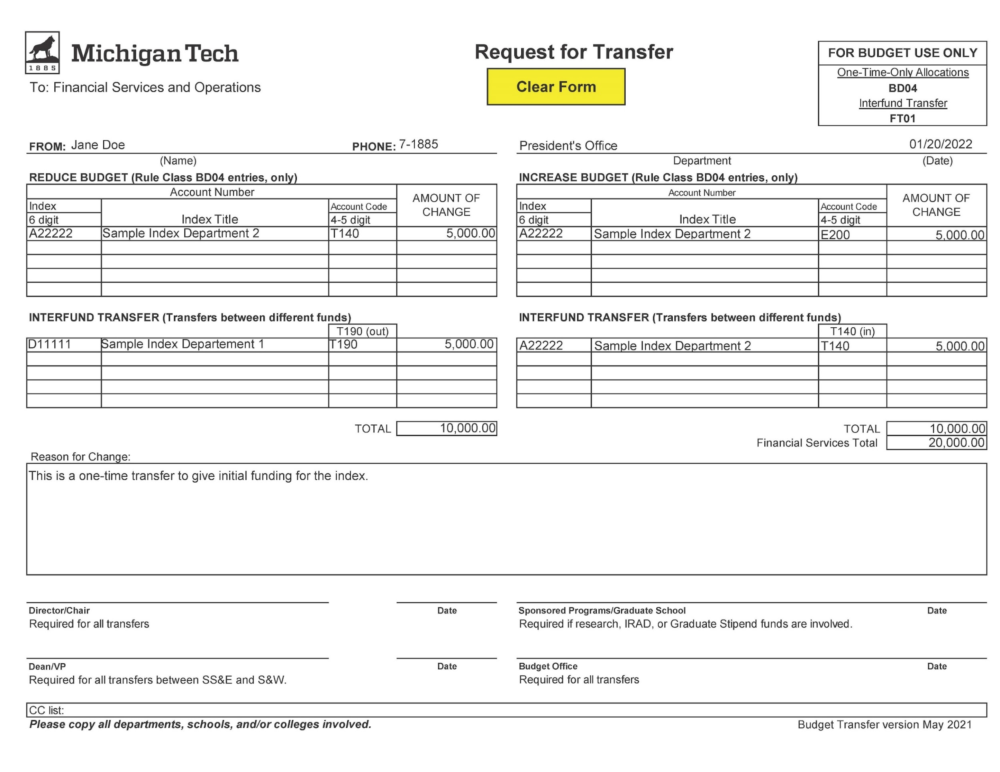 Michigan Tech
1885
To: Financial Services and Operations
Request for Transfer
Clear Form
FOR BUDGET USE ONLY
One-Time-Only Allocations
BD04
Interfund Transfer
FT01
FROM: Jane Doe PHONE: 7-1885 President's Office 01/20/2022
(Name) Department (Date)
REDUCE BUDGET (Rule Class BD04 entries, only)
Account Number AMOUNT OF CHANGE
Index Account Code
6 digit Index Title 4-5 digit
A22222 Sample Index Department 2 T140 5,000.00
INCREASE BUDGET (Rule Class BD04 entries, only)
Account Number AMOUNT OF CHANGE
Index Account Code
6 digit Index Title 4-5 digit
A22222 Sample Index Department 2 E200 5,000.00
INTERFUND TRANSFER (Transfers between different funds)
T190 (out)
D11111 Sample Index Departement 1 T190 5,000.00
INTERFUND TRANSFER (Transfers between different funds)
T140 (in)
A22222 Sample Index Department 2 T140 5,000.00
TOTAL 10,000.00
TOTAL 10,000.00
Financial Services Total 20,000.00
Reason for Change:
This is a one-time transfer to give initial funding for the index.
Director/Chair Date
Required for all transfers
Sponsored Programs/Graduate School Date
Required if research, IRAD, or Graduate Stipend funds are involved.
Dean/VP Date
Required for all transfers between SS&E and S&W.
Budget Office Date
Required for all transfers
CC list:
Please copy all departments, schools, and/or colleges involved.
Budget Transfer version May 2021